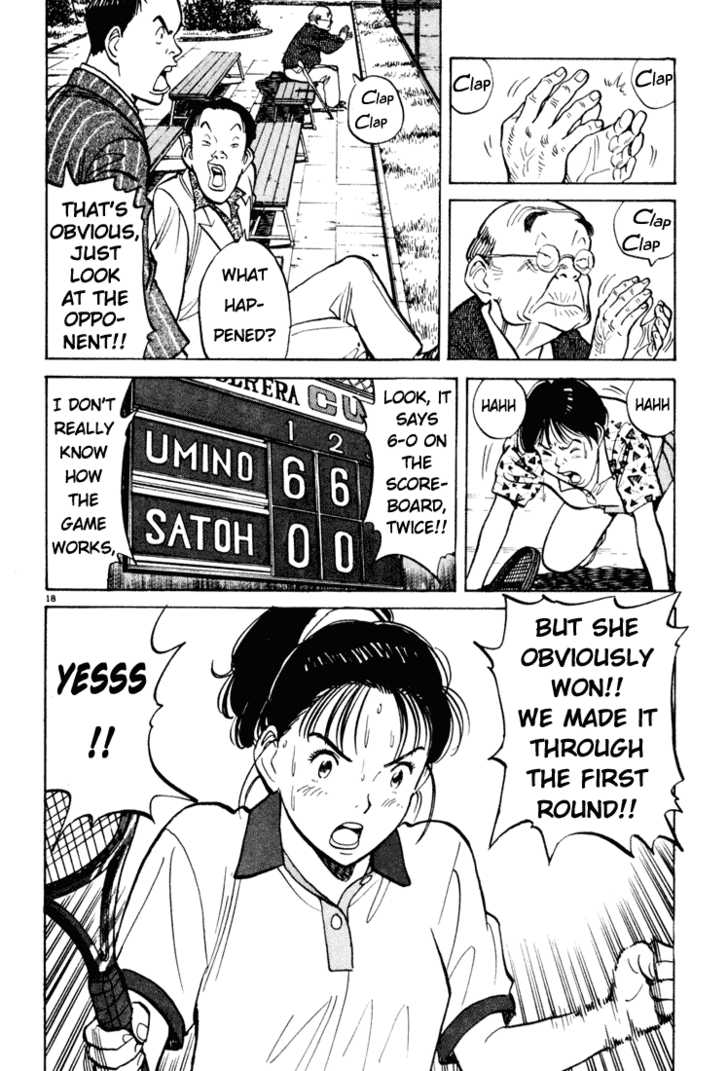 WHAT
HAP-
PENED?
THAT'S
OBVIOUS,
JUST
LOOK
AT THE
OPPO-
NENT!!
Clap
Clap
Clap
Clap
Clap
Clap
LOOK, IT
SAYS
6-0 ON
THE
SCORE-
BOARD,
TWICE!!
I DON'T
REALLY
KNOW
HOW
THE
GAME
WORKS,
CU
1 2
UMINO 6 6
SATOH 0 0
HAHH
HAHH
18
BUT SHE
OBVIOUSLY
WON!!
WE MADE IT
THROUGH
THE FIRST
ROUND!!
YESSS
!!